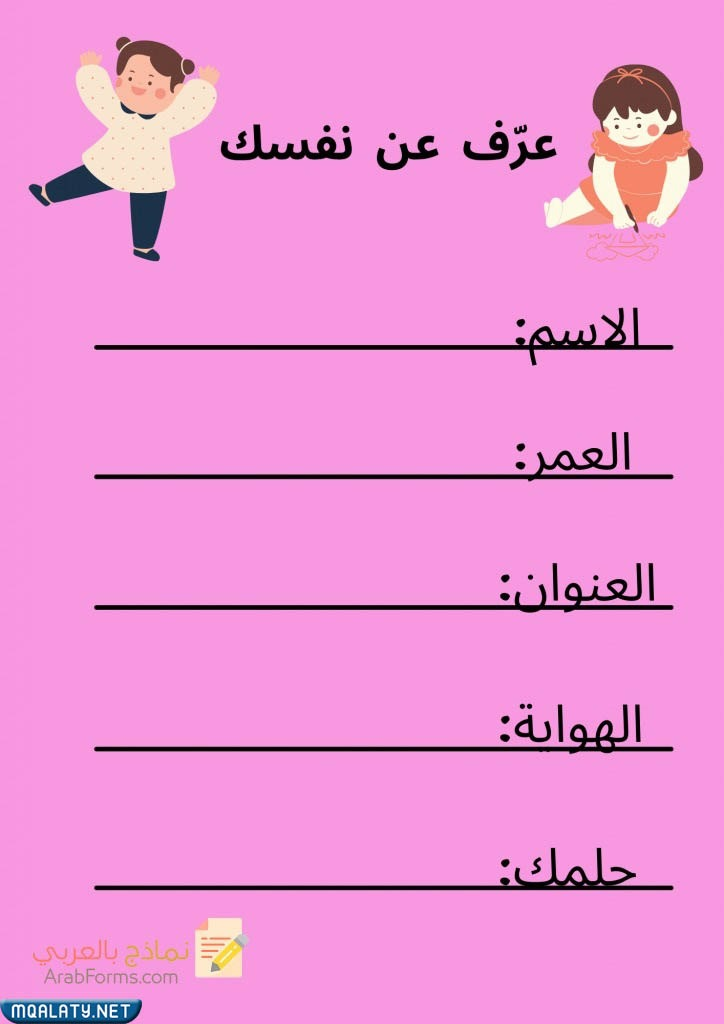 عرّف عن نفسك
الاسم:
العمر:
العنوان:
الهواية:
حلمك:
نماذج بالعربي
ArabForms.com
MQALATY.NET